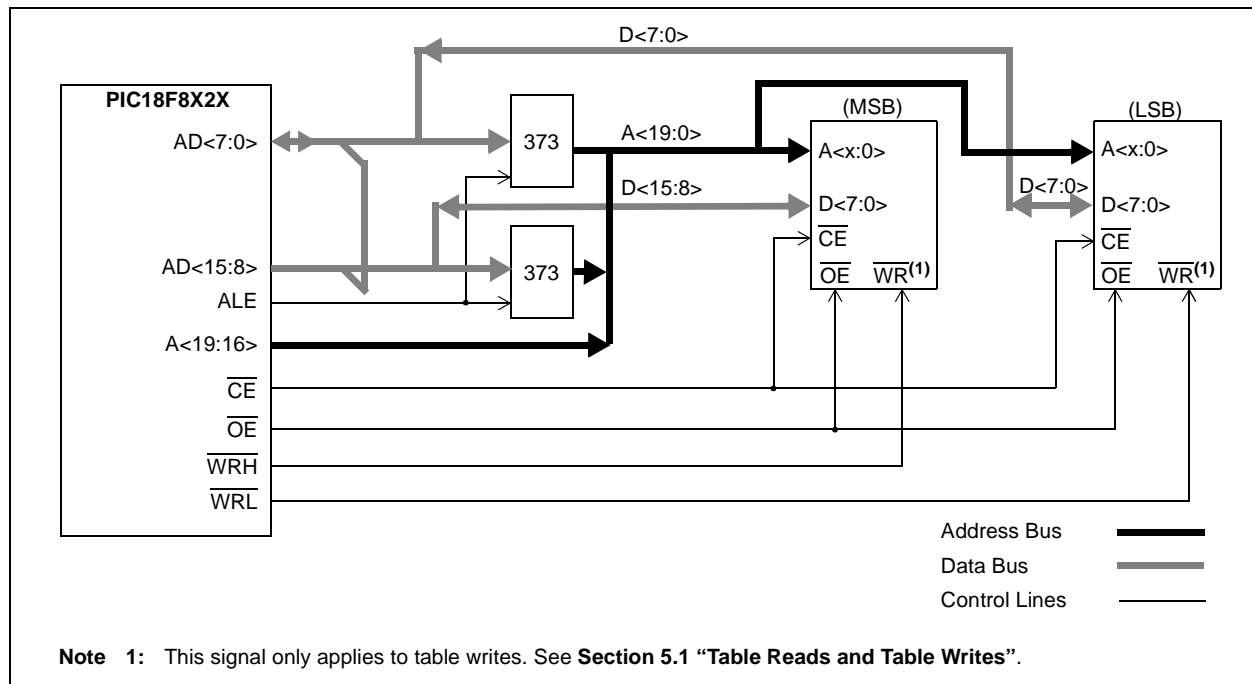 D<7:0>
PIC18F8X2X
AD<7:0>
373
A<19:0>
(MSB)
A<x:0>
(LSB)
A<x:0>
D<15:8>
D<7:0>
D<7:0>
D<7:0>
CE
CE
AD<15:8>
373
OE WR(1)
OE WR(1)
ALE
A<19:16>
CE
OE
WRH
WRL
Address Bus
Data Bus
Control Lines
Note 1: This signal only applies to table writes. See Section 5.1 “Table Reads and Table Writes”.